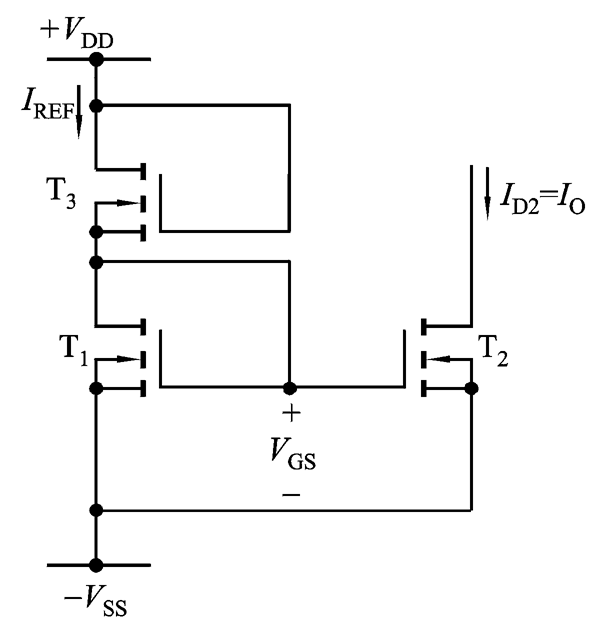 +V_DD
I_REF
T_3
I_D2=I_O
T_1
T_2
+
V_GS
−
−V_SS